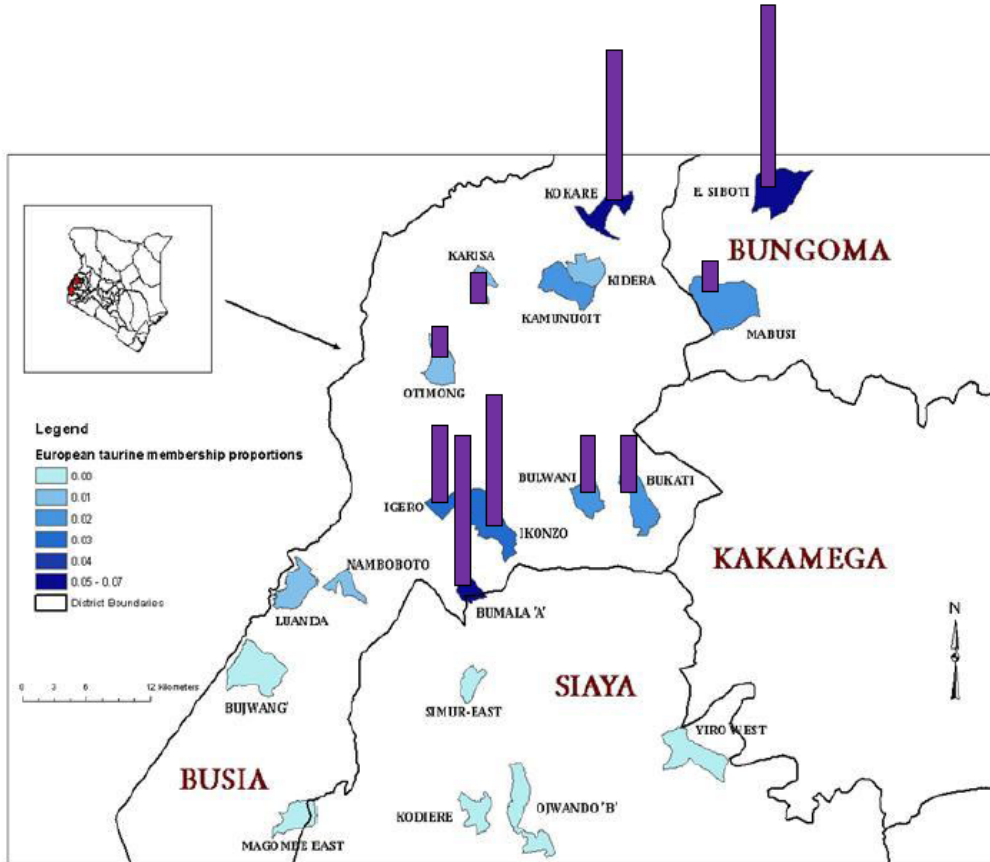 KOKARE
E. SIBOTI
BUNGOMA
KARISA
KIDERA
KAMUNUOIT
MABUSI
OTIMONG
Legend
European taurine membership proportions
0.00
0.01
0.02
0.03
0.04
0.05 - 0.07
District Boundaries
IGERO
IKONZO
BULWANI
BUKATI
KAKAMEGA
NAMBOBOTO
LUANDA
BUMALA 'A'
N
0 3 6 12 Kilometers
BUJWANG'
SIMUR-EAST
SIAYA
YIRO WEST
BUSIA
KODIERE
OJWANDO 'B'
MAGOMBE EAST